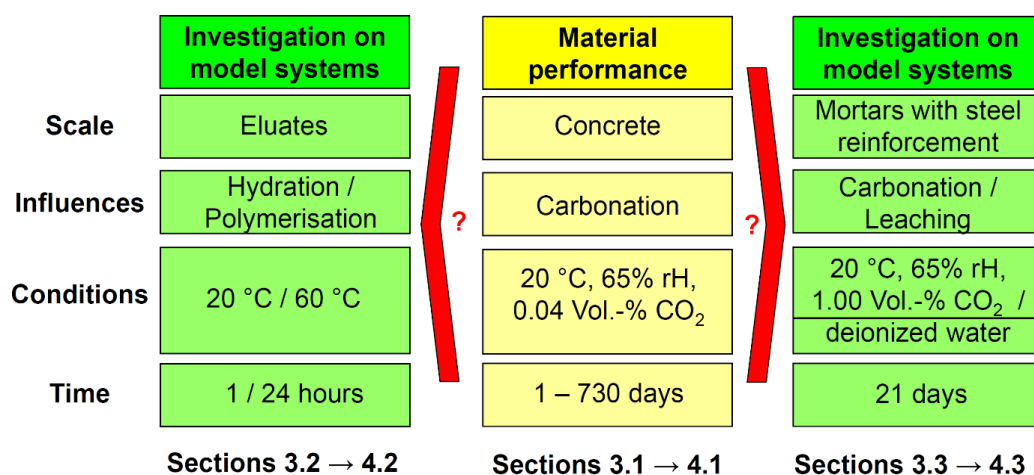 Investigation on
model systems
Material
performance
Investigation on
model systems
Scale
Eluates
Concrete
Mortars with steel
reinforcement
Influences
Hydration /
Polymerisation
Carbonation
Carbonation /
Leaching
?
?
Conditions
20 °C / 60 °C
20 °C, 65% rH,
0.04 Vol.-% CO₂
20 °C, 65% rH,
1.00 Vol.-% CO₂ /
deionized water
Time
1 / 24 hours
1 – 730 days
21 days
Sections 3.2 → 4.2
Sections 3.1 → 4.1
Sections 3.3 → 4.3